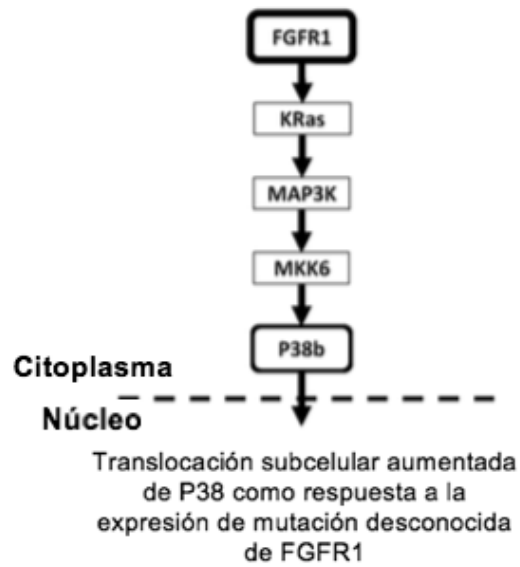 FGFR1
KRas
MAP3K
MKK6
P38b
Citoplasma
Núcleo
Translocación subcelular aumentada
de P38 como respuesta a la
expresión de mutación desconocida
de FGFR1